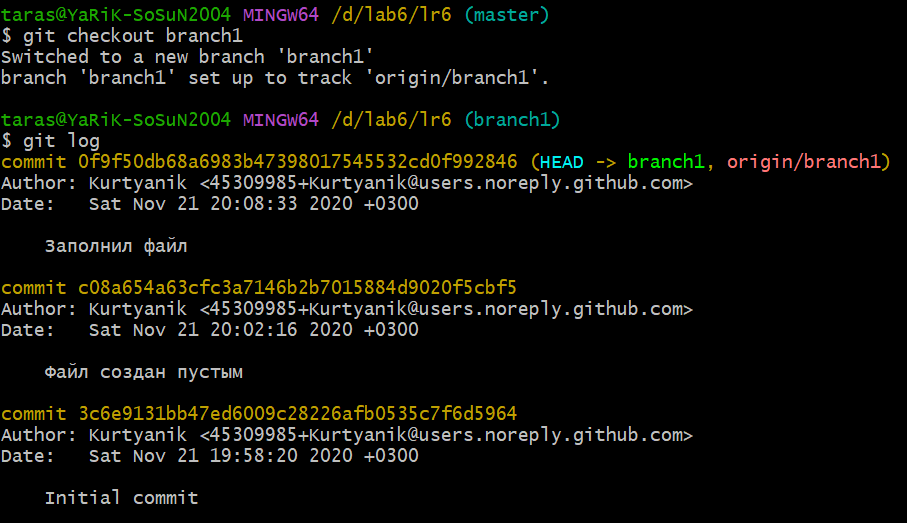 taras@YaRiK-SoSuN2004 MINGW64 /d/lab6/lr6 (master)
$ git checkout branch1
Switched to a new branch 'branch1'
branch 'branch1' set up to track 'origin/branch1'.
taras@YaRiK-SoSuN2004 MINGW64 /d/lab6/lr6 (branch1)
$ git log
commit 0f9f50db68a6983b47398017545532cd0f992846 (HEAD -> branch1, origin/branch1)
Author: Kurtyanik <45309985+Kurtyanik@users.noreply.github.com>
Date:   Sat Nov 21 20:08:33 2020 +0300
    Заполнил файл
commit c08a654a63cfc3a7146b2b7015884d9020f5cbf5
Author: Kurtyanik <45309985+Kurtyanik@users.noreply.github.com>
Date:   Sat Nov 21 20:02:16 2020 +0300
    Файл создан пустым
commit 3c6e9131bb47ed6009c28226afb0535c7f6d5964
Author: Kurtyanik <45309985+Kurtyanik@users.noreply.github.com>
Date:   Sat Nov 21 19:58:20 2020 +0300
    Initial commit